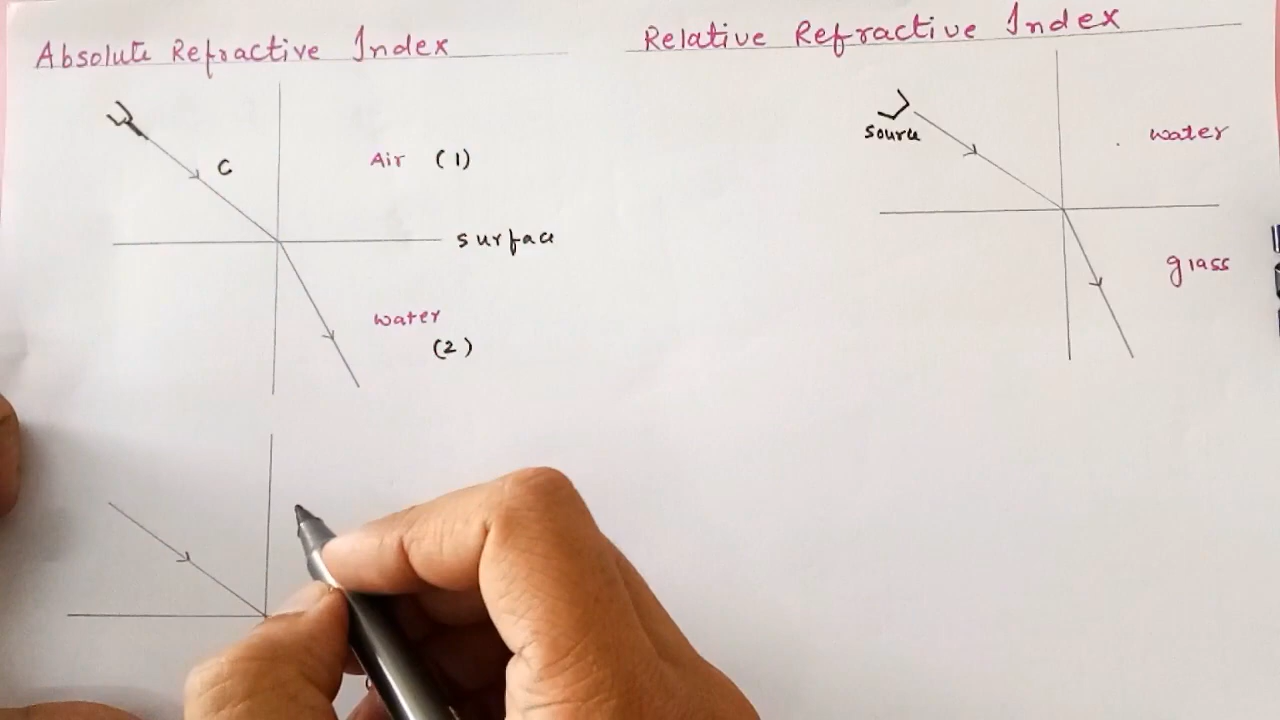 Absolute Refractive Index
C
Air (1)
surface
water
(2)
Relative Refractive Index
source
water
glass